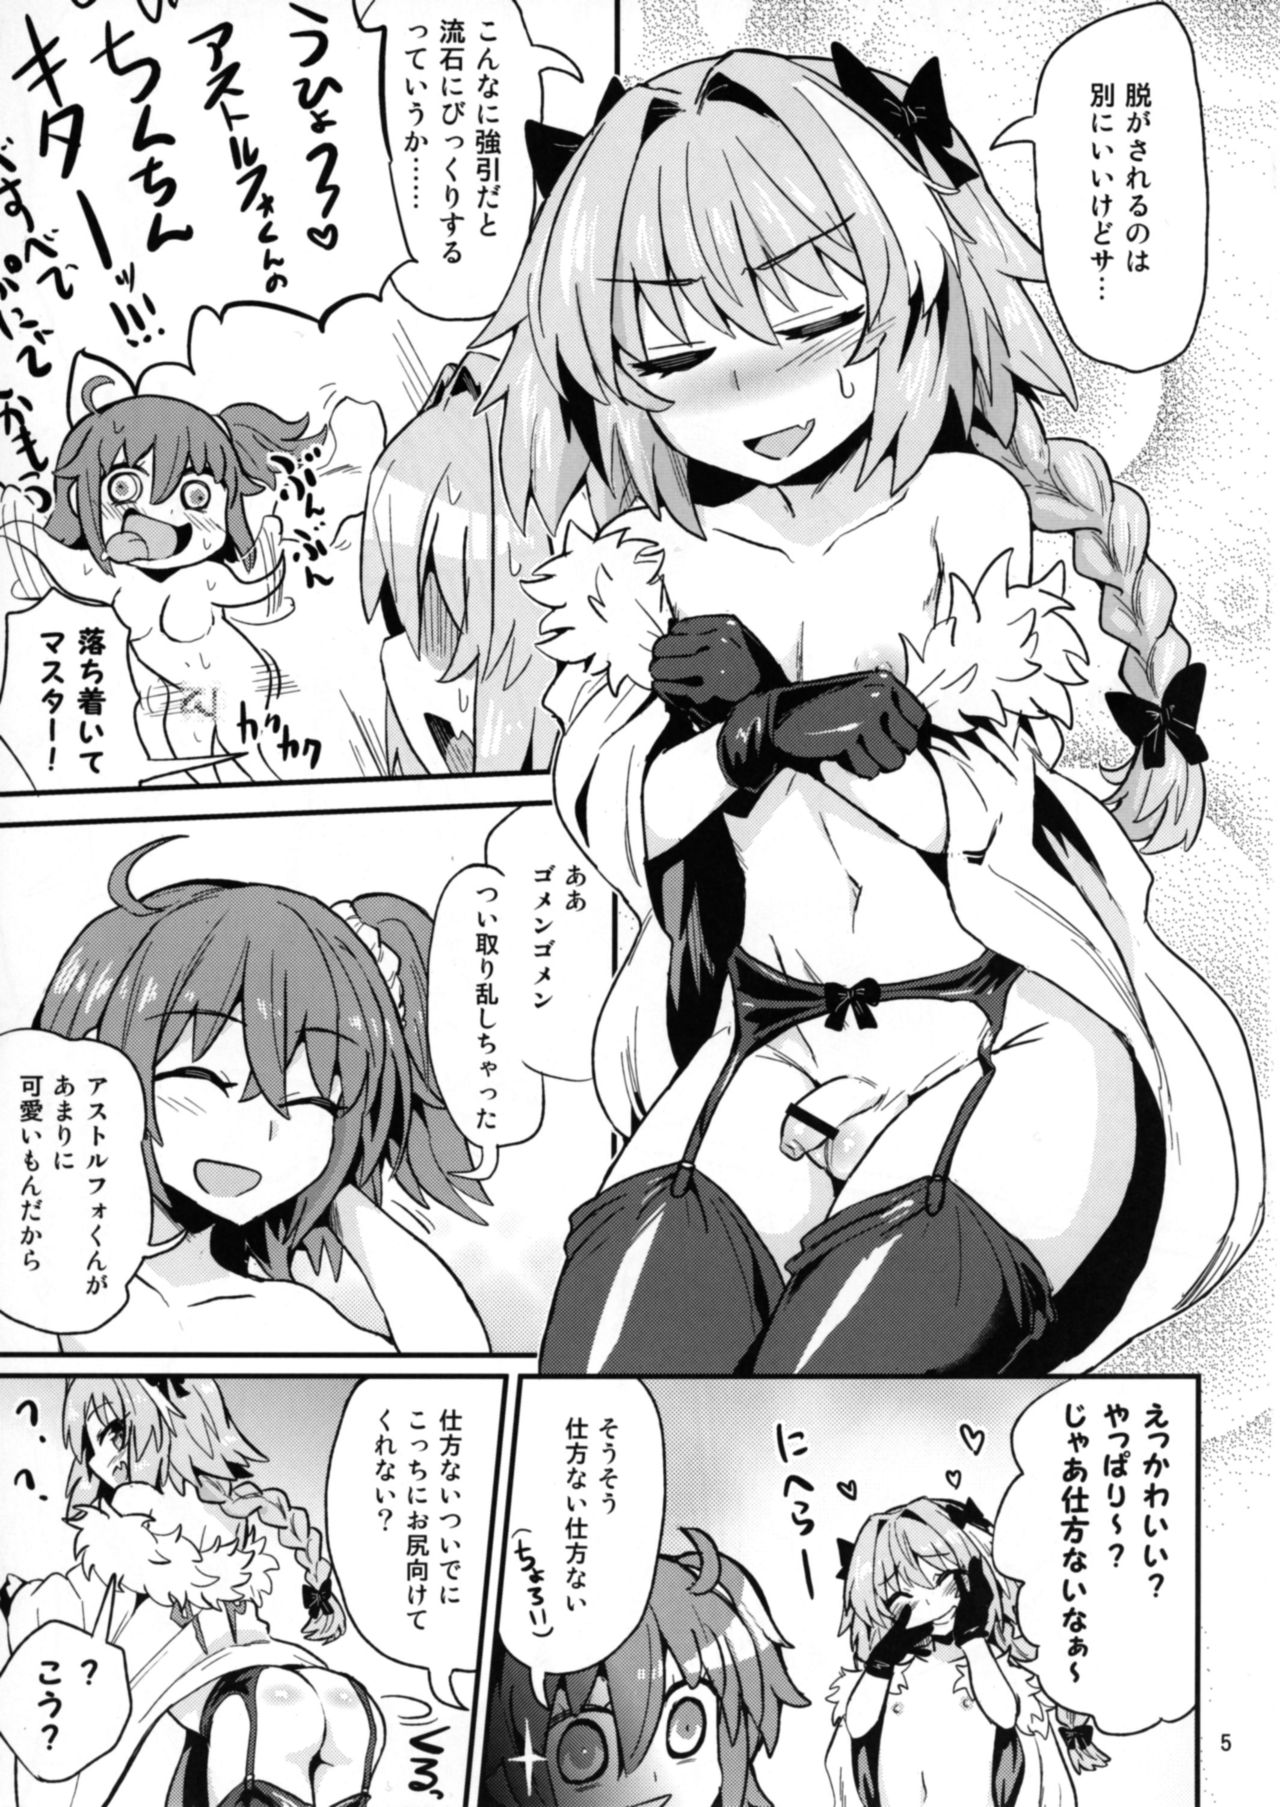 脱がされるのは
別にいいけどサ…
こんなに強引だと
流石にびっくりする
っていうか……
うひょろ♡
アストルフォくんの
ちんちん
キターーッ!!!
すべすべで
ぶんぶん
カクッカク
落ち着いて
マスター!
ああ
ゴメンゴメン
つい取り乱しちゃった
アストルフォくんが
あまりに
可愛いもんだから
えっかわいい?
やっぱり〜?
じゃあ仕方ないなぁ〜
にへらー
そうそう
仕方ない仕方ない
(ちょろい)
仕方ないついでに
こっちにお尻向けて
くれない?
?
こう?
くるっ
5